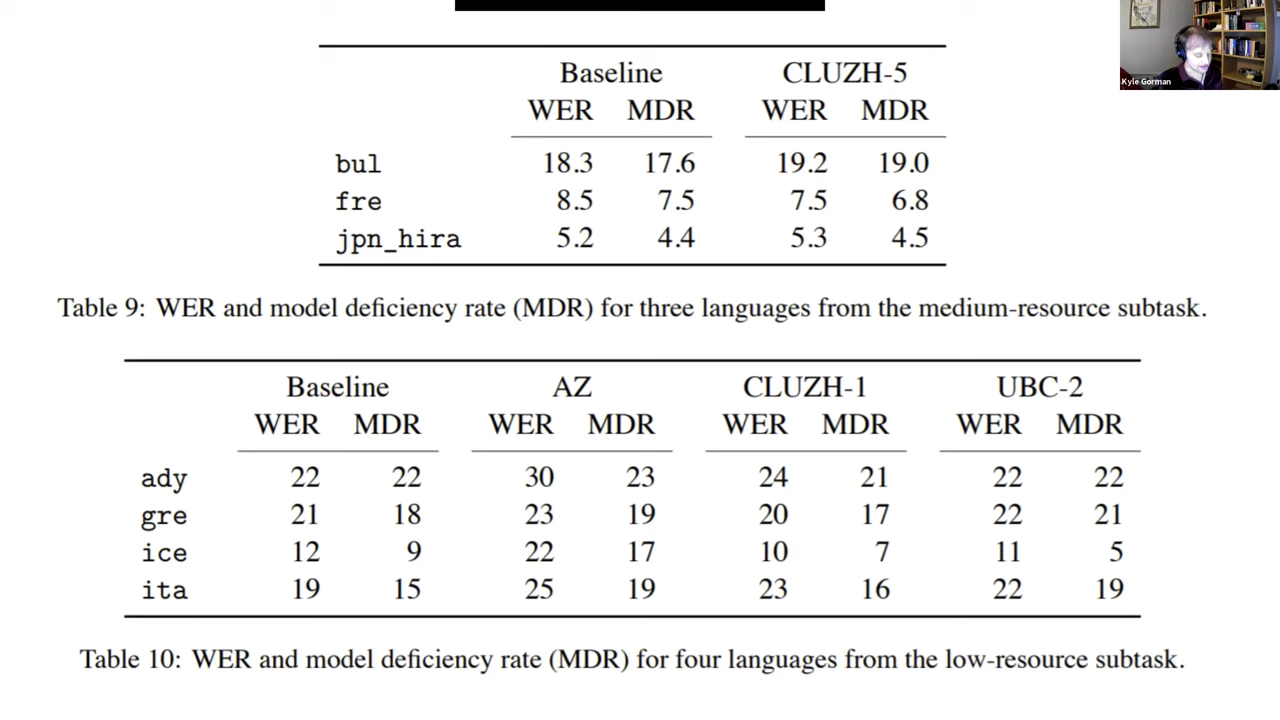 Kyle Gorman
Baseline CLUZH-5
WER MDR WER MDR
bul 18.3 17.6 19.2 19.0
fre 8.5 7.5 7.5 6.8
jpn_hira 5.2 4.4 5.3 4.5
Table 9: WER and model deficiency rate (MDR) for three languages from the medium-resource subtask.
Baseline AZ CLUZH-1 UBC-2
WER MDR WER MDR WER MDR WER MDR
ady 22 22 30 23 24 21 22 22
gre 21 18 23 19 20 17 22 21
ice 12 9 22 17 10 7 11 5
ita 19 15 25 19 23 16 22 19
Table 10: WER and model deficiency rate (MDR) for four languages from the low-resource subtask.